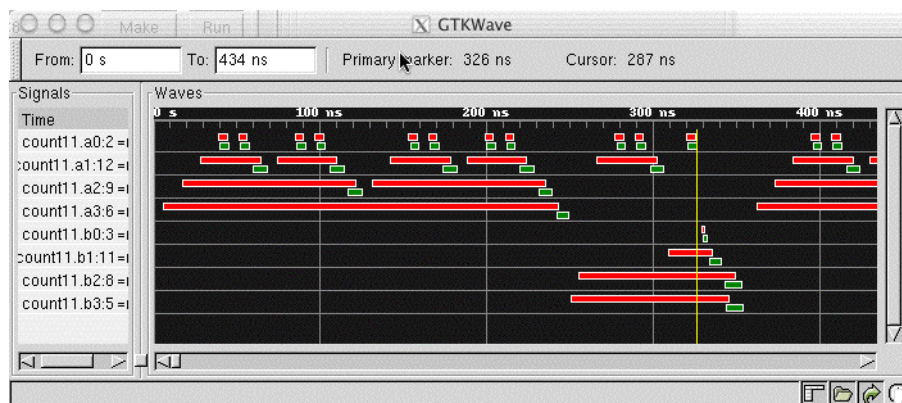 Make Run GTKWave
From: 0 s To: 434 ns Primary marker: 326 ns Cursor: 287 ns
Signals Waves
Time
0 s 100 ns 200 ns 300 ns 400 ns
count11.a0:2 =
count11.a1:12 =
count11.a2:9 =
count11.a3:6 =
count11.b0:3 =
count11.b1:11=
count11.b2:8 =
count11.b3:5 =